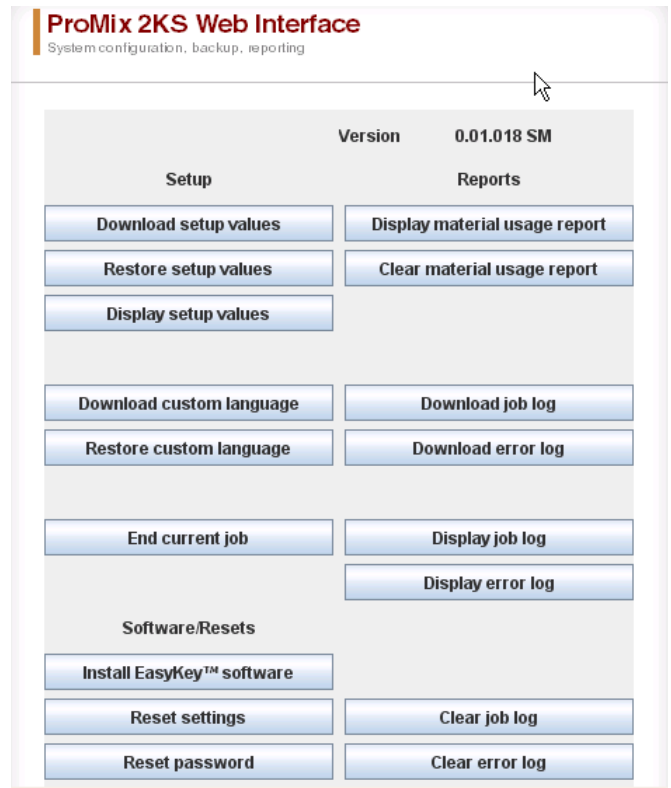 ProMix 2KS Web Interface
System configuration, backup, reporting
Version 0.01.018 SM
Setup Reports
Download setup values Display material usage report
Restore setup values Clear material usage report
Display setup values
Download custom language Download job log
Restore custom language Download error log
End current job Display job log
Display error log
Software/Resets
Install EasyKey™ software
Reset settings Clear job log
Reset password Clear error log